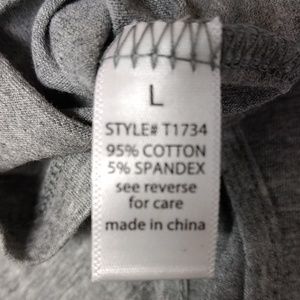 L
STYLE# T1734
95% COTTON
5% SPANDEX
see reverse
for care
made in china